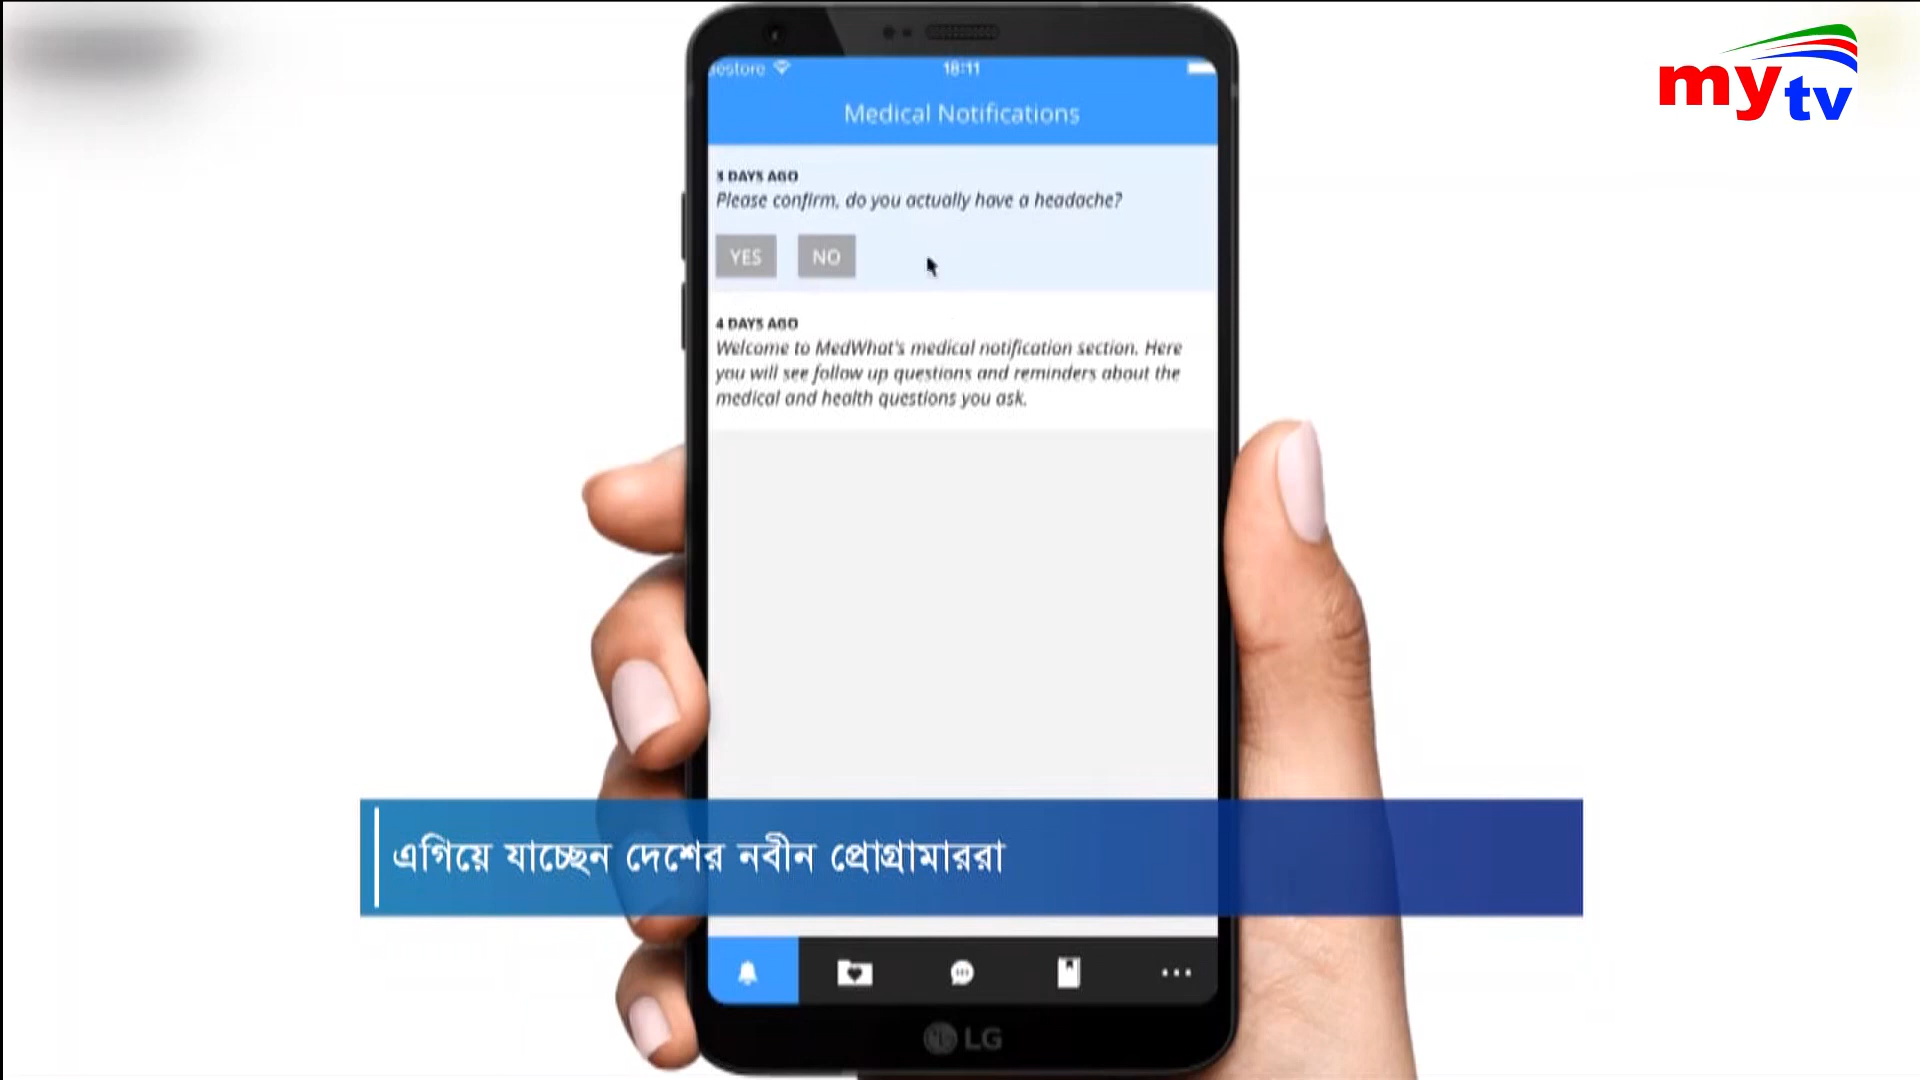 my tv
18:11
Medical Notifications
3 DAYS AGO
Please confirm, do you actually have a headache?
YES NO
4 DAYS AGO
Welcome to MedWhat's medical notification section. Here
you will see follow up questions and reminders about the
medical and health questions you ask.
এগিয়ে যাচ্ছেন দেশের নবীন প্রোগ্রামাররা
LG